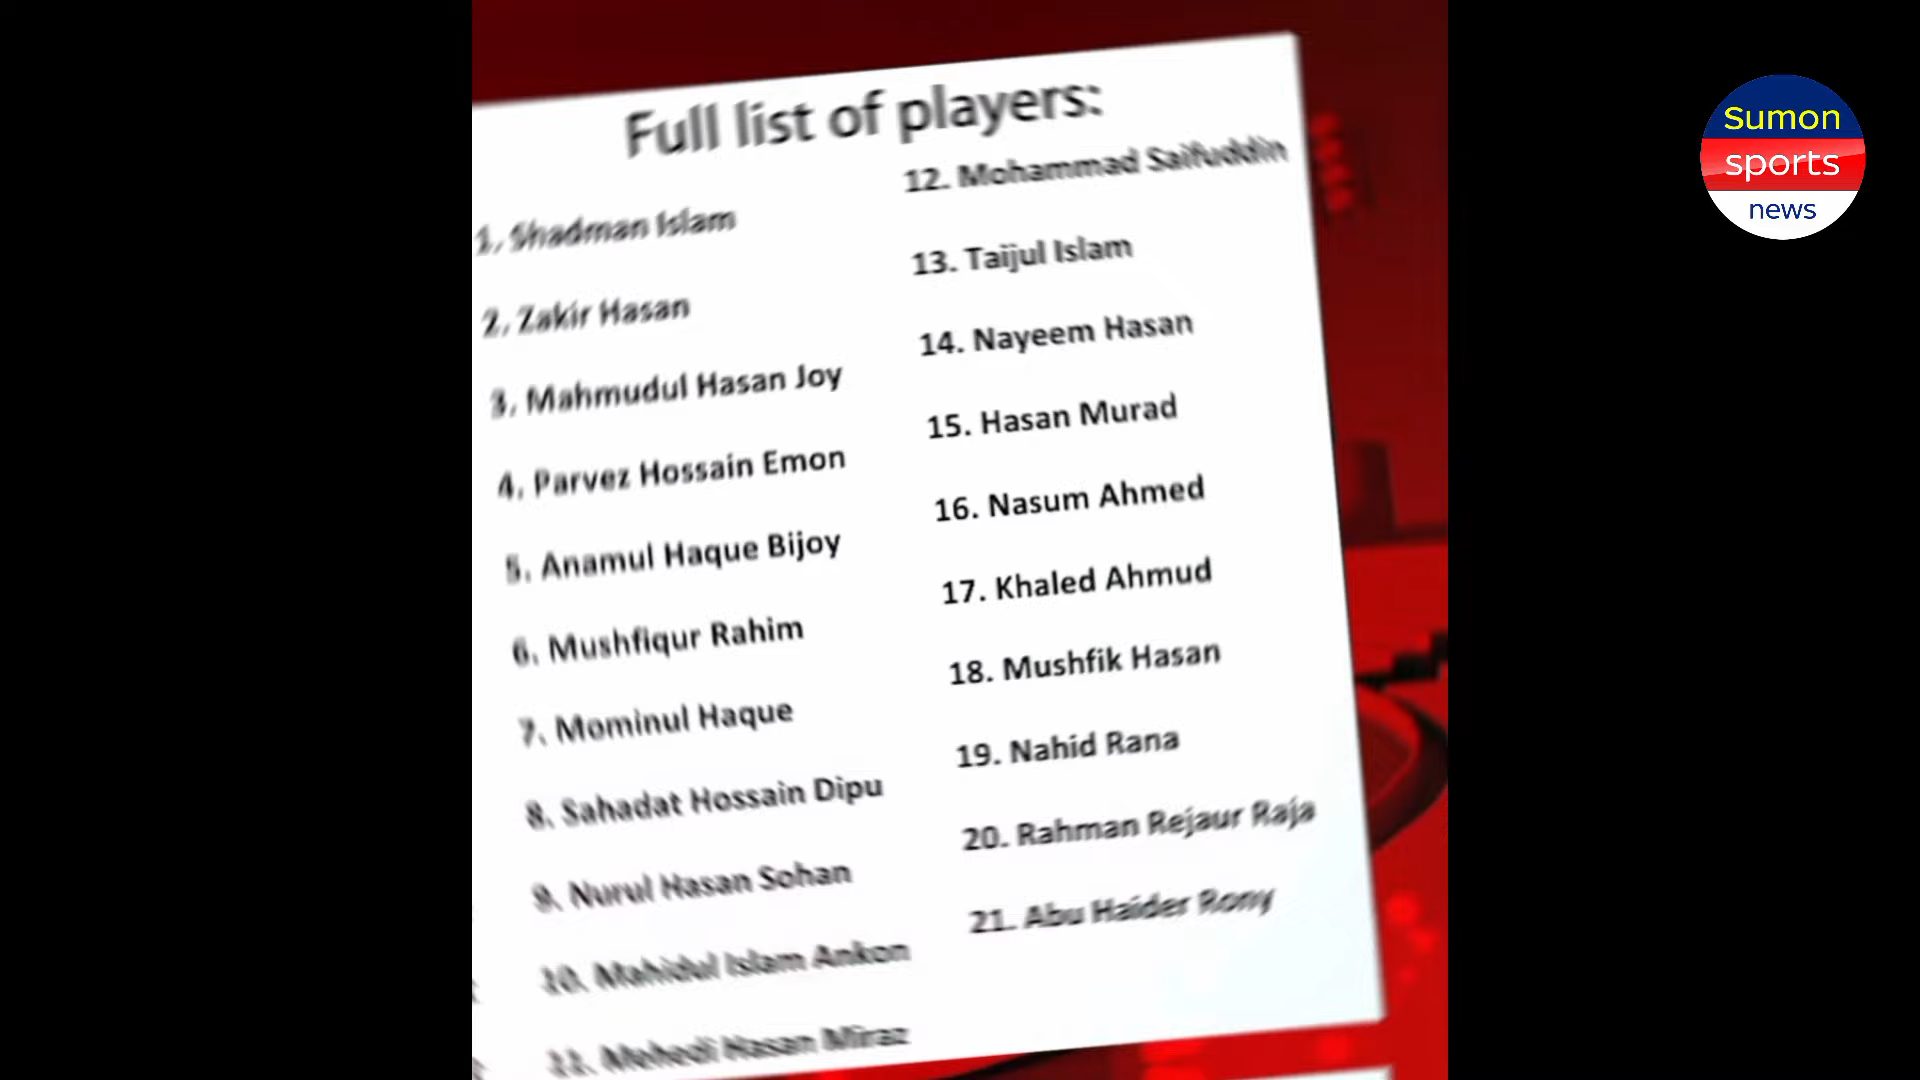 Full list of players:
1. Shadman Islam
2. Zakir Hasan
3. Mahmudul Hasan Joy
4. Parvez Hossain Emon
5. Anamul Haque Bijoy
6. Mushfiqur Rahim
7. Mominul Haque
8. Sahadat Hossain Dipu
9. Nurul Hasan Sohan
10. Mahidul Islam Ankon
11. Mehedi Hasan Miraz
12. Mohammad Saifuddin
13. Taijul Islam
14. Nayeem Hasan
15. Hasan Murad
16. Nasum Ahmed
17. Khaled Ahmud
18. Mushfik Hasan
19. Nahid Rana
20. Rahman Rejaur Raja
21. Abu Haider Rony
Sumon
sports
news